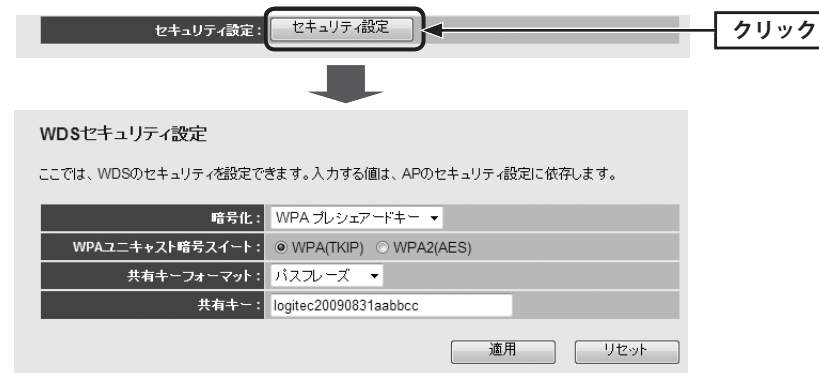 セキュリティ設定： セキュリティ設定 クリック
WDSセキュリティ設定
ここでは、WDSのセキュリティを設定できます。入力する値は、APのセキュリティ設定に依存します。
暗号化： WPA プレシェアードキー
WPAユニキャスト暗号スイート： WPA(TKIP) WPA2(AES)
共有キーフォーマット： パスフレーズ
共有キー： logitec20090831aabbcc
適用 リセット